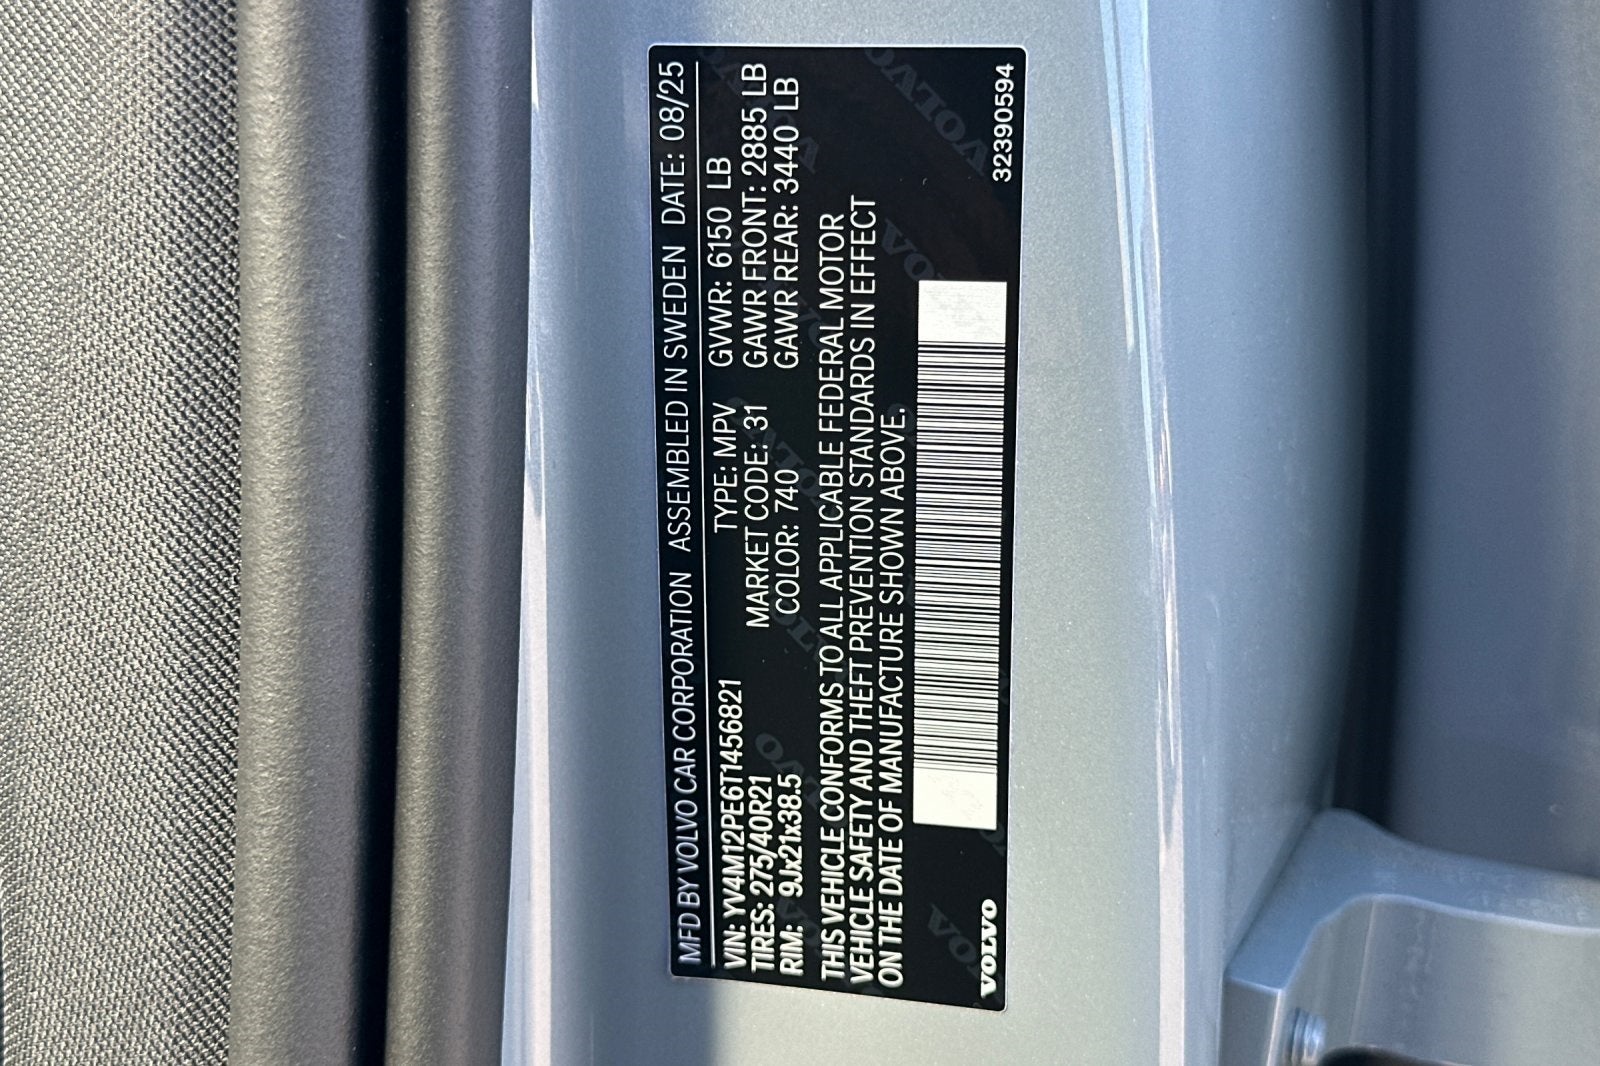 MFD BY VOLVO CAR CORPORATION ASSEMBLED IN SWEDEN DATE: 08/25
VIN: YV4M12PE6T1456821 TYPE: MPV GVWR: 6150 LB
TIRES: 275/40R21 MARKET CODE: 31 GAWR FRONT: 2885 LB
RIM: 9Jx21x38.5 COLOR: 740 GAWR REAR: 3440 LB
THIS VEHICLE CONFORMS TO ALL APPLICABLE FEDERAL MOTOR
VEHICLE SAFETY AND THEFT PREVENTION STANDARDS IN EFFECT
ON THE DATE OF MANUFACTURE SHOWN ABOVE.
VOLVO 32390594